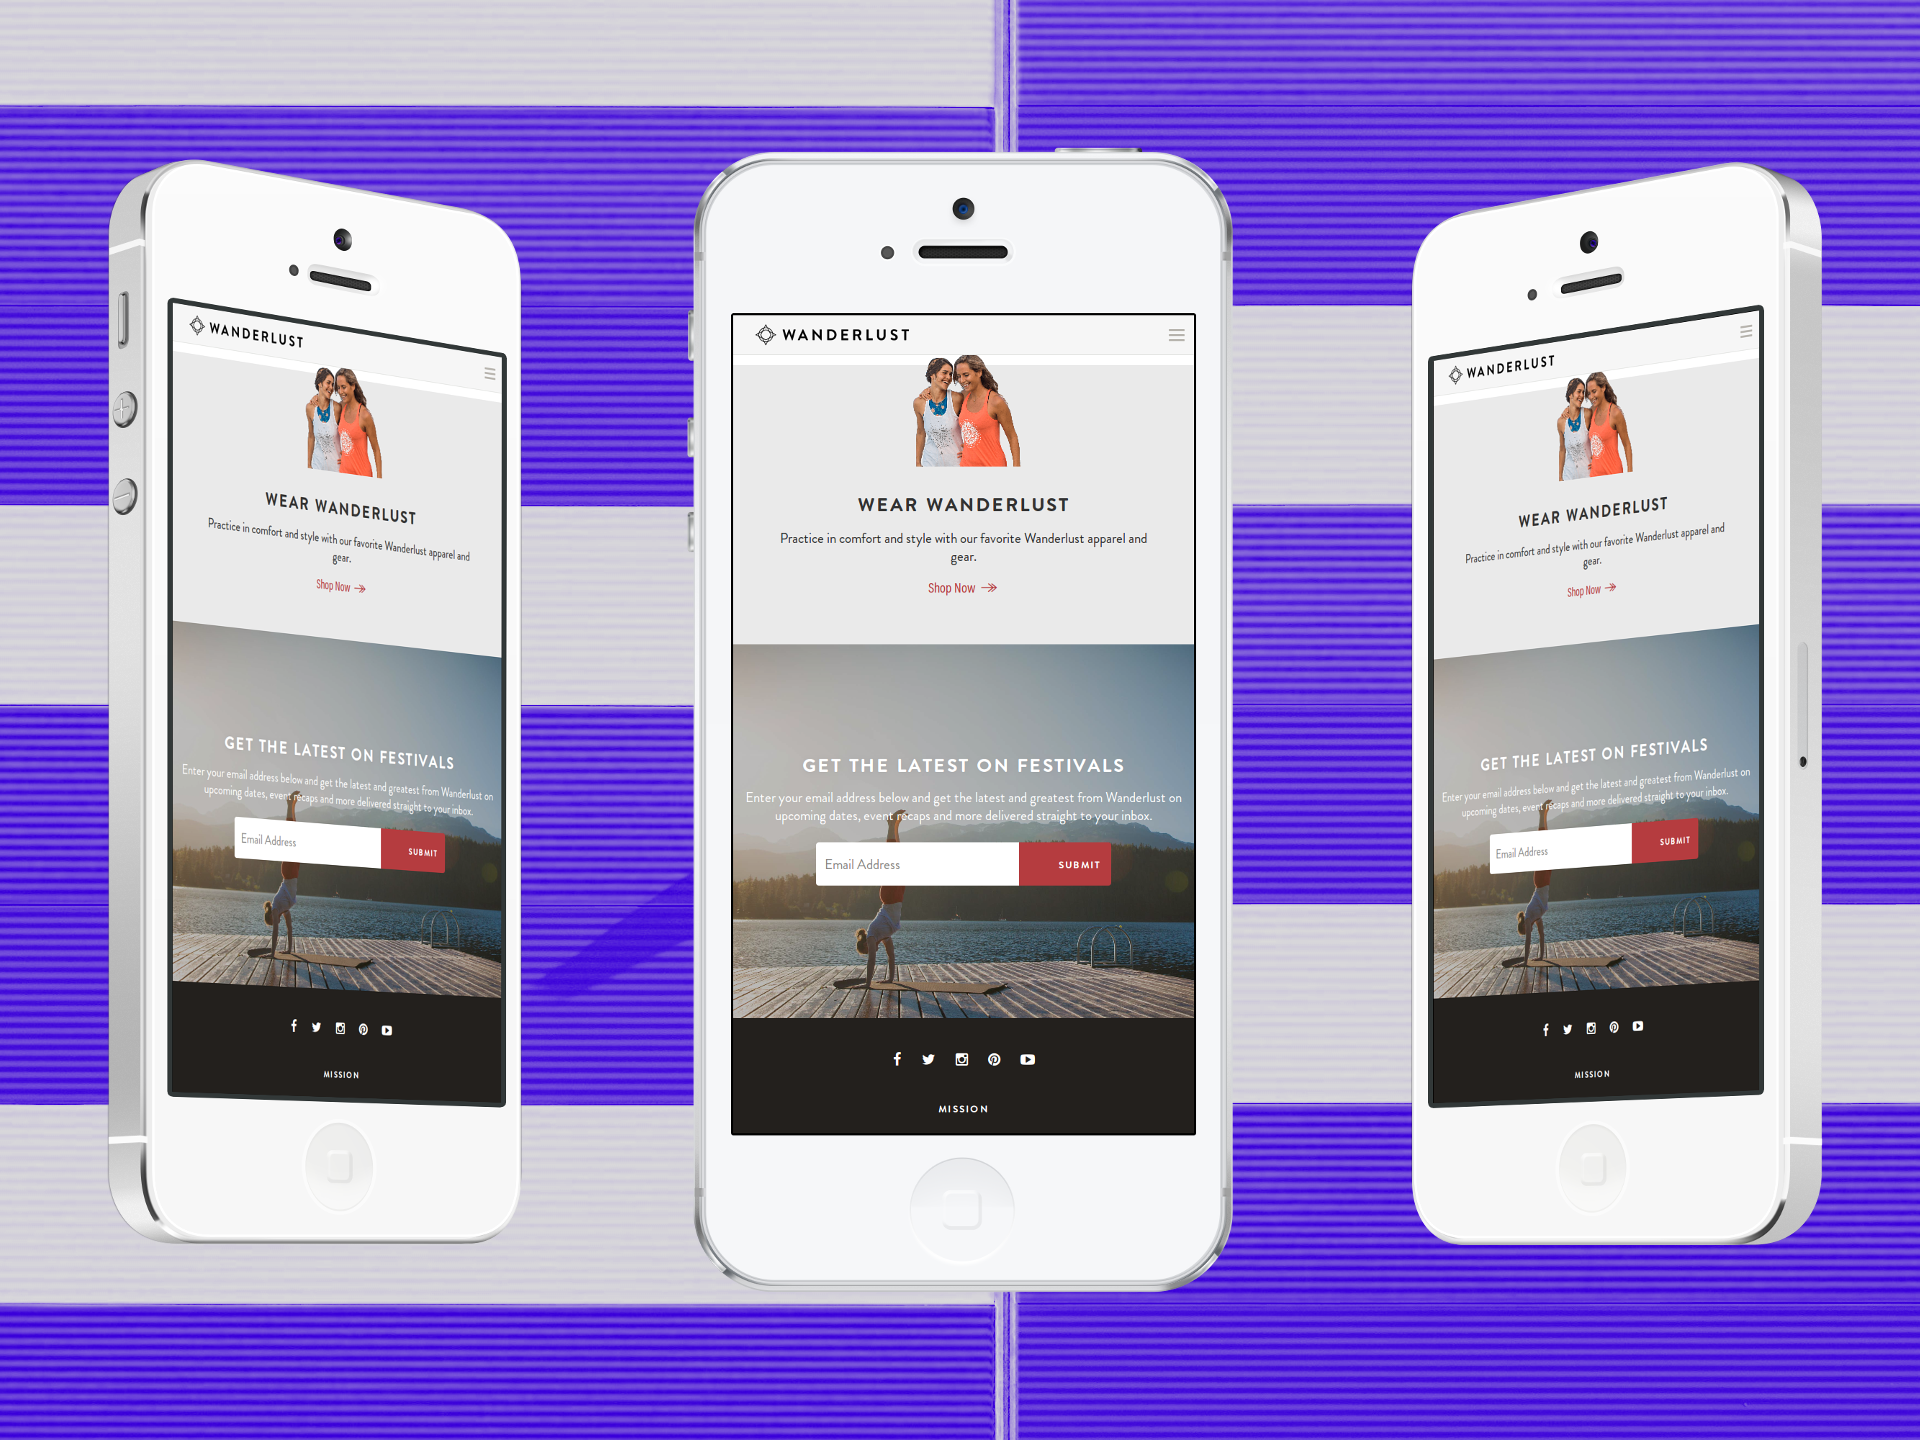 WANDERLUST
WEAR WANDERLUST
Practice in comfort and style with our favorite Wanderlust apparel and
gear.
Shop Now
GET THE LATEST ON FESTIVALS
Enter your email address below and get the latest and greatest from Wanderlust on
upcoming dates, event recaps and more delivered straight to your inbox.
Email Address
SUBMIT
MISSION
WANDERLUST
WEAR WANDERLUST
Practice in comfort and style with our favorite Wanderlust apparel and
gear.
Shop Now
GET THE LATEST ON FESTIVALS
Enter your email address below and get the latest and greatest from Wanderlust on
upcoming dates, event recaps and more delivered straight to your inbox.
Email Address
SUBMIT
MISSION
WANDERLUST
WEAR WANDERLUST
Practice in comfort and style with our favorite Wanderlust apparel and
gear.
Shop Now
GET THE LATEST ON FESTIVALS
Enter your email address below and get the latest and greatest from Wanderlust on
upcoming dates, event recaps and more delivered straight to your inbox.
Email Address
SUBMIT
MISSION